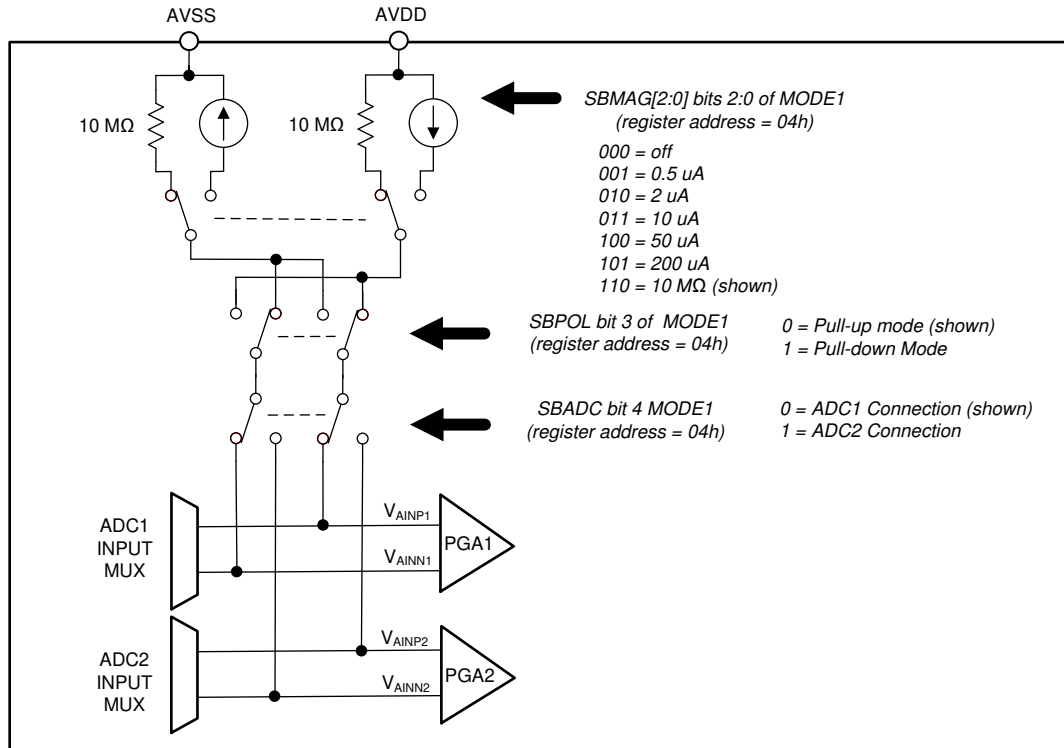 AVSS
AVDD
10 MΩ
10 MΩ
SBMAG[2:0] bits 2:0 of MODE1
(register address = 04h)
000 = off
001 = 0.5 uA
010 = 2 uA
011 = 10 uA
100 = 50 uA
101 = 200 uA
110 = 10 MΩ (shown)
SBPOL bit 3 of MODE1
(register address = 04h)
0 = Pull-up mode (shown)
1 = Pull-down Mode
SBADC bit 4 MODE1
(register address = 04h)
0 = ADC1 Connection (shown)
1 = ADC2 Connection
ADC1
INPUT
MUX
VAINP1
VAINN1
PGA1
ADC2
INPUT
MUX
VAINP2
VAINN2
PGA2